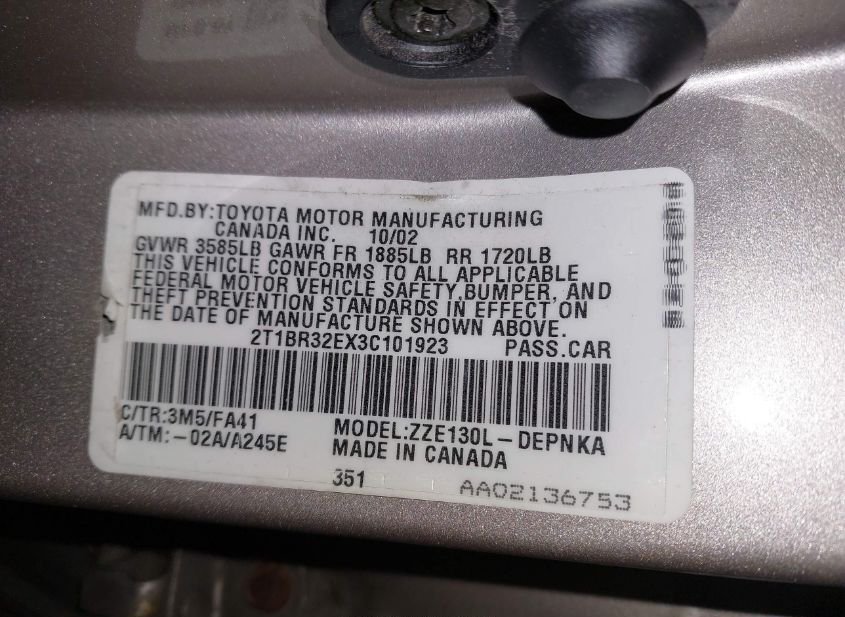 MFD.BY:TOYOTA MOTOR MANUFACTURING
CANADA INC. 10/02
GVWR 3585LB GAWR FR 1885LB RR 1720LB
THIS VEHICLE CONFORMS TO ALL APPLICABLE
FEDERAL MOTOR VEHICLE SAFETY,BUMPER, AND
THEFT PREVENTION STANDARDS IN EFFECT ON
THE DATE OF MANUFACTURE SHOWN ABOVE.
2T1BR32EX3C101923 PASS.CAR
C/TR:3M5/FA41 MODEL:ZZE130L-DEPNKA
A/TM:-02A/A245E MADE IN CANADA
351 AA02136753